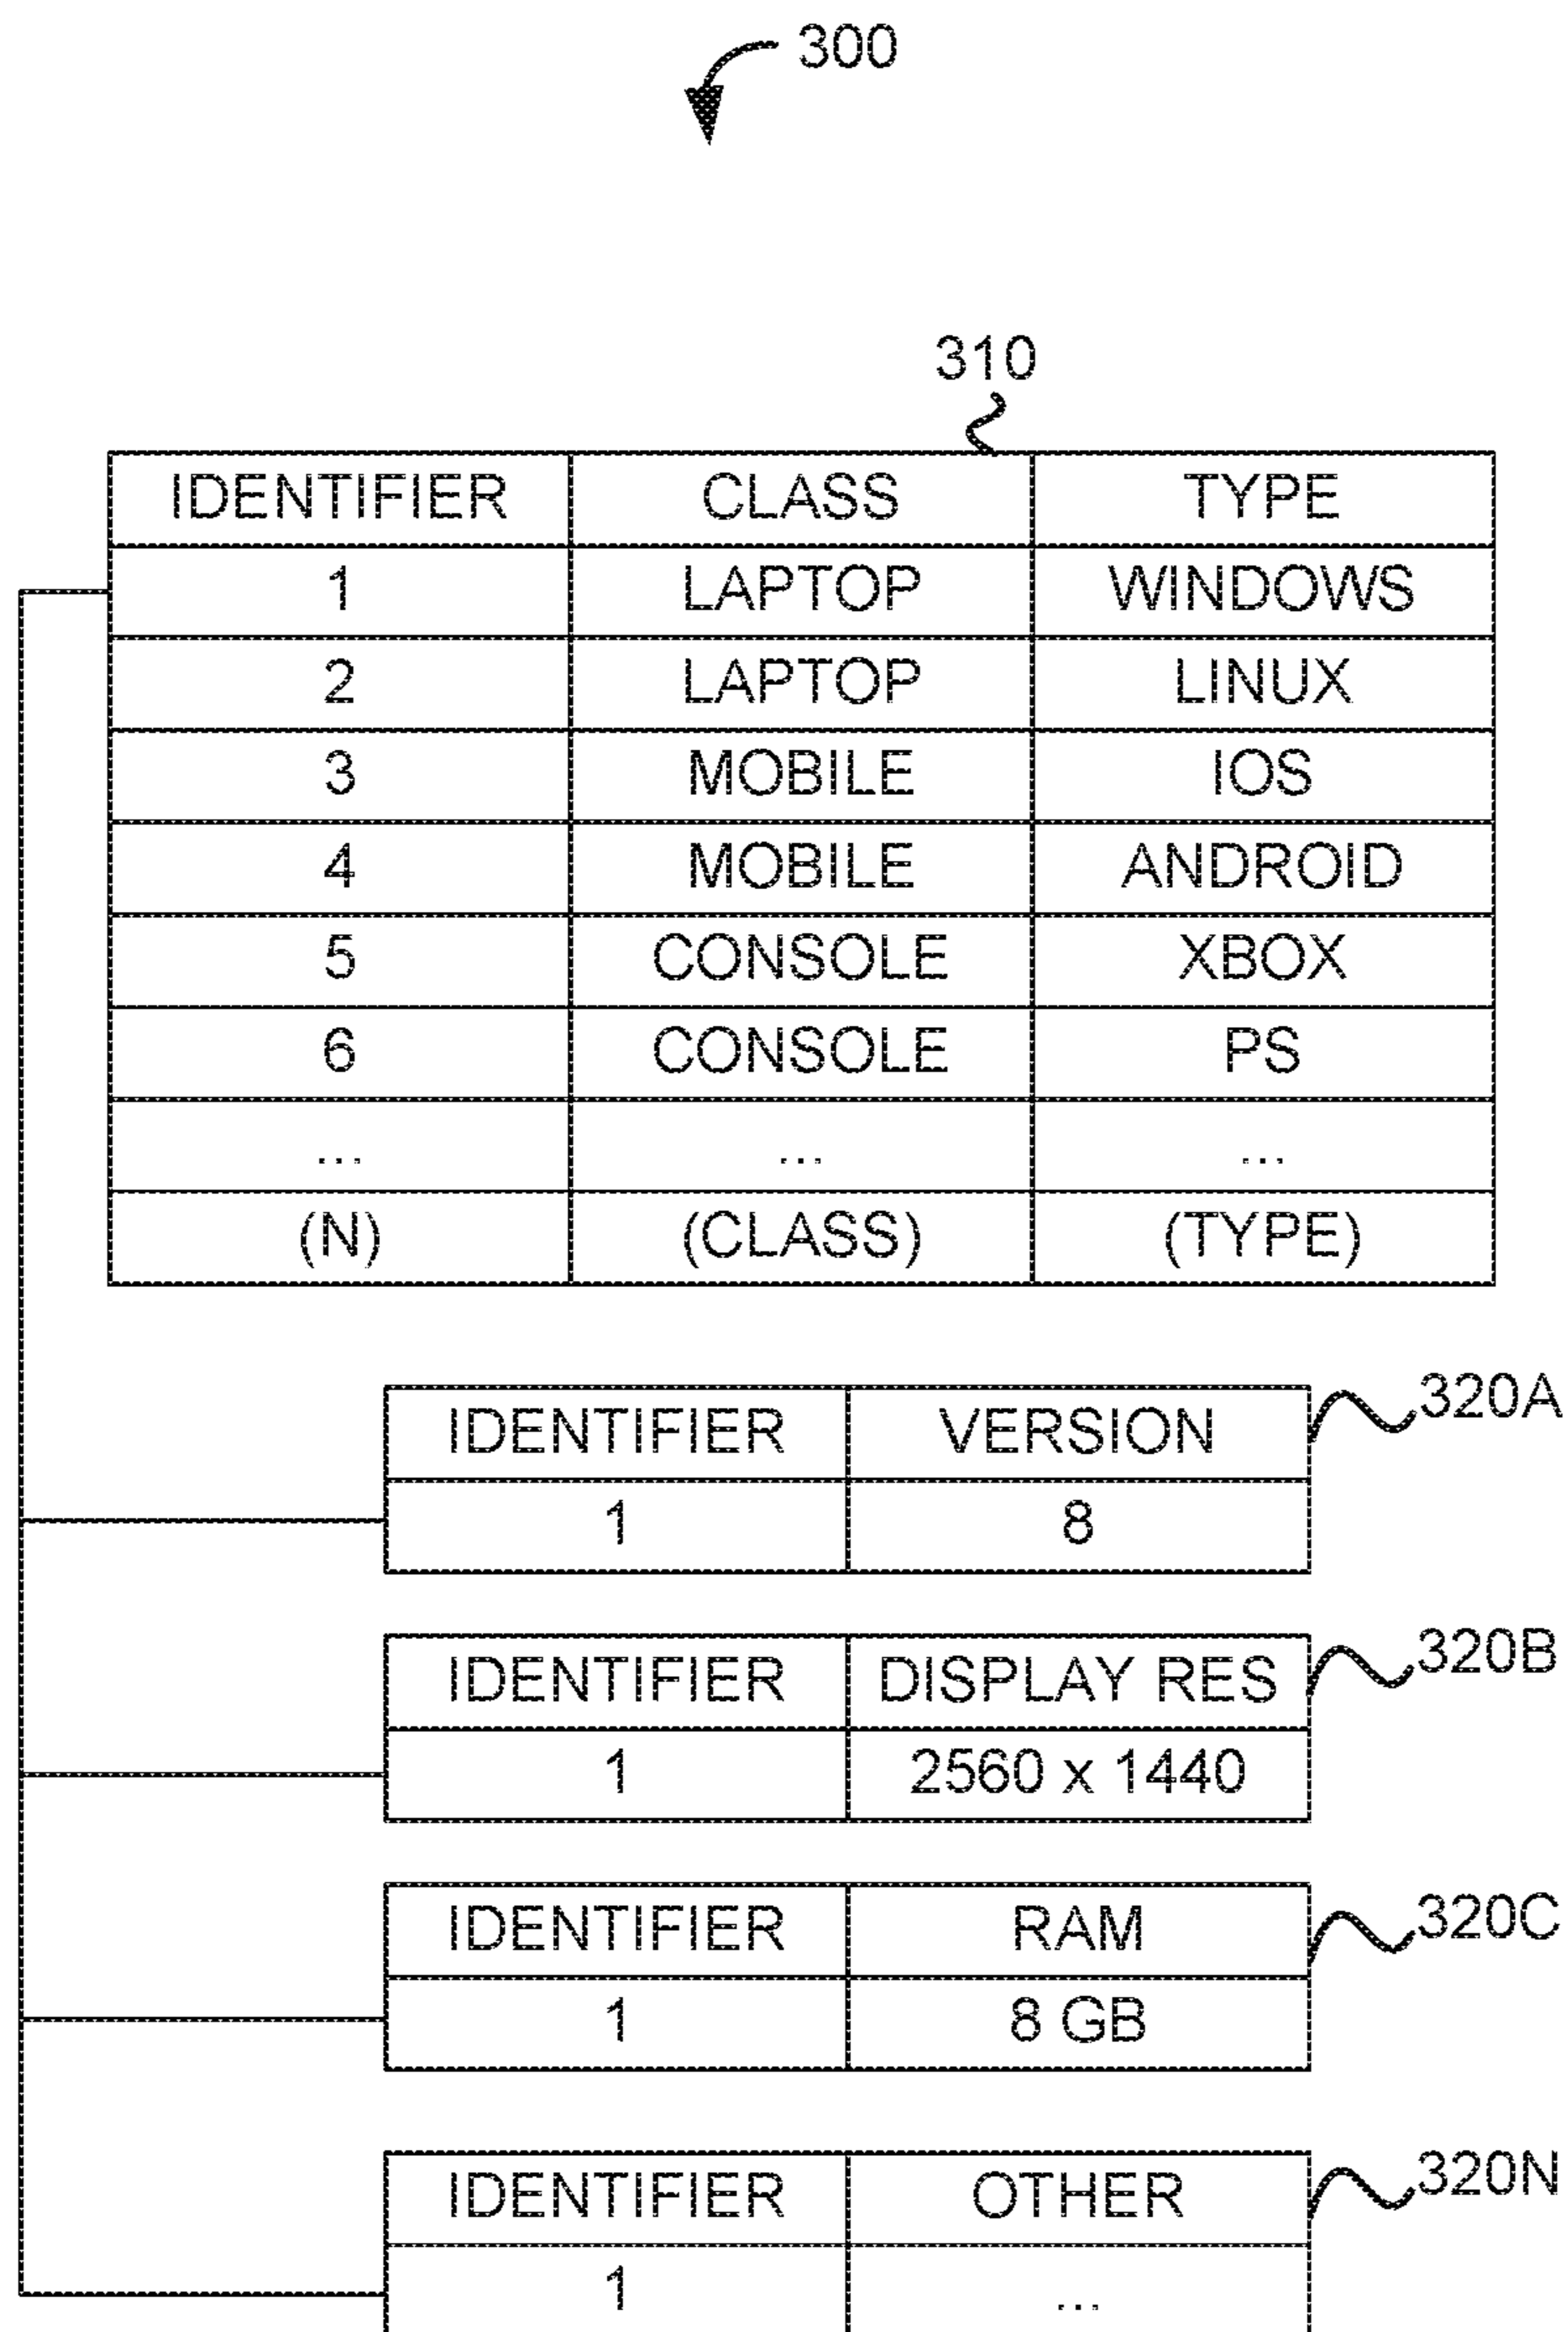 300
310
IDENTIFIER CLASS TYPE
1 LAPTOP WINDOWS
2 LAPTOP LINUX
3 MOBILE IOS
4 MOBILE ANDROID
5 CONSOLE XBOX
6 CONSOLE PS
... ... ...
(N) (CLASS) (TYPE)
320A
IDENTIFIER VERSION
1 8
320B
IDENTIFIER DISPLAY RES
1 2560 x 1440
320C
IDENTIFIER RAM
1 8 GB
320N
IDENTIFIER OTHER
1 ...